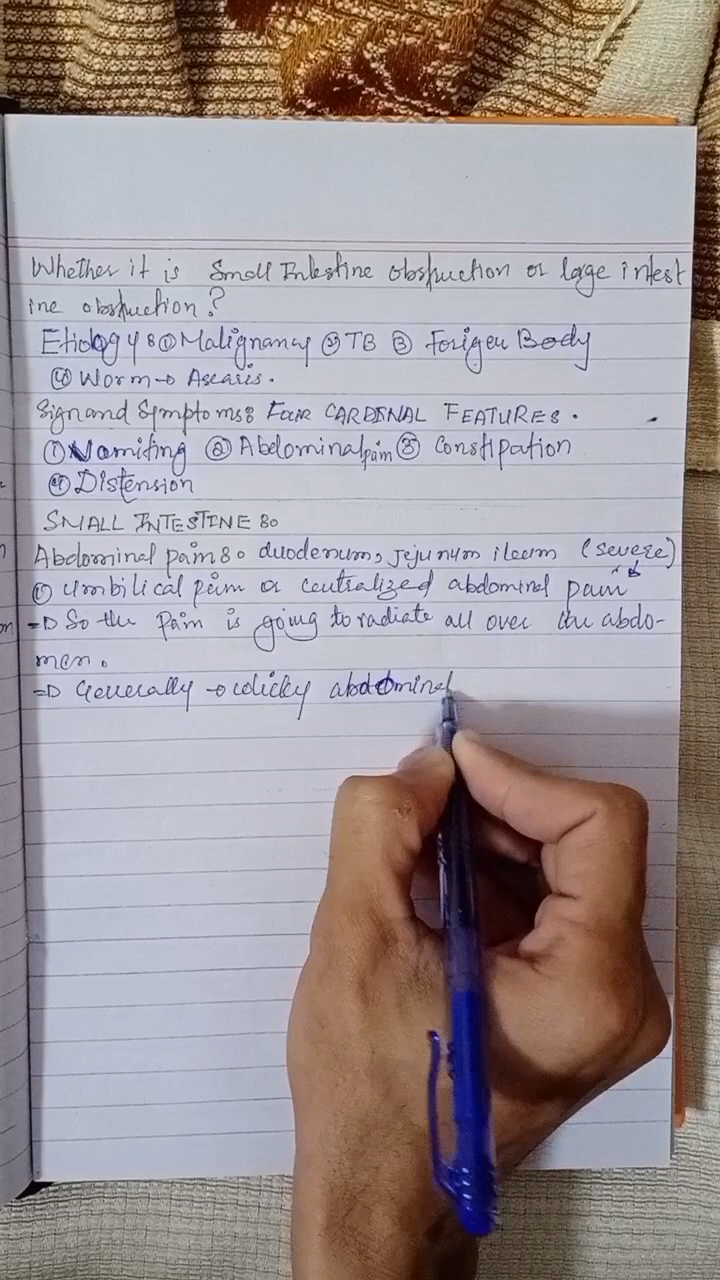 Whether it is Small Intestine obstruction or large intest
ine obstruction?
Etiology: ① Malignancy ② TB ③ Forigen Body
④ Worm → Ascaris.
Sign and Symptoms: FOUR CARDINAL FEATURES.
① Vomiting ② Abdominal pain ③ Constipation
④ Distension
SMALL INTESTINE:
Abdominal pain: duodenum, jejunum ileum (severe)
① Umbilical pain or centralized abdominal pain
⇒ So the pain is going to radiate all over the abdo-
men.
⇒ Generally → colicky abdominal